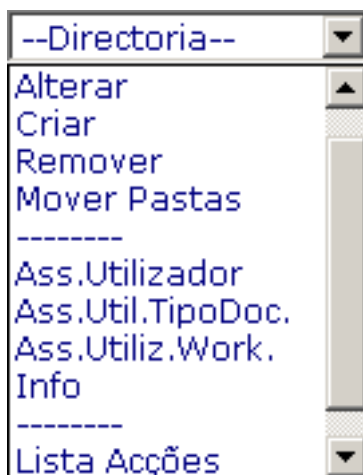 --Directoria--
Alterar
Criar
Remover
Mover Pastas
--------
Ass.Utilizador
Ass.Util.TipoDoc.
Ass.Utiliz.Work.
Info
--------
Lista Acções